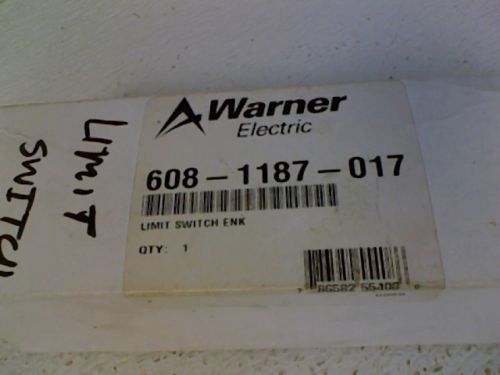 Warner
Electric
608-1187-017
LIMIT SWITCH ENK
QTY: 1
LIMIT
SWITCH